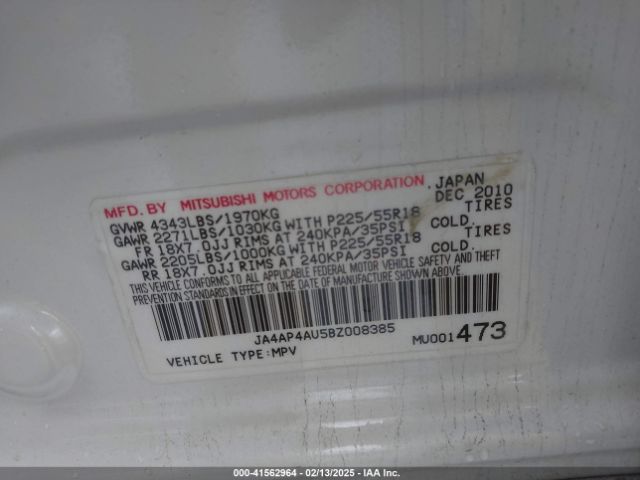 MFD. BY MITSUBISHI MOTORS CORPORATION, JAPAN
GVWR 4343LBS/1970KG DEC 2010
GAWR 2271LBS/1030KG WITH P225/55R18 TIRES
FR 18X7.0JJ RIMS AT 240KPA/35PSI COLD.
GAWR 2205LBS/1000KG WITH P225/55R18 TIRES
RR 18X7.0JJ RIMS AT 240KPA/35PSI COLD.
THIS VEHICLE CONFORMS TO ALL APPLICABLE FEDERAL MOTOR VEHICLE SAFETY AND THEFT
PREVENTION STANDARDS IN EFFECT ON THE DATE OF MANUFACTURE SHOWN ABOVE.
JA4AP4AU5BZ008385
VEHICLE TYPE:MPV MU001473
000-41562964 - 02/13/2025 - IAA Inc.